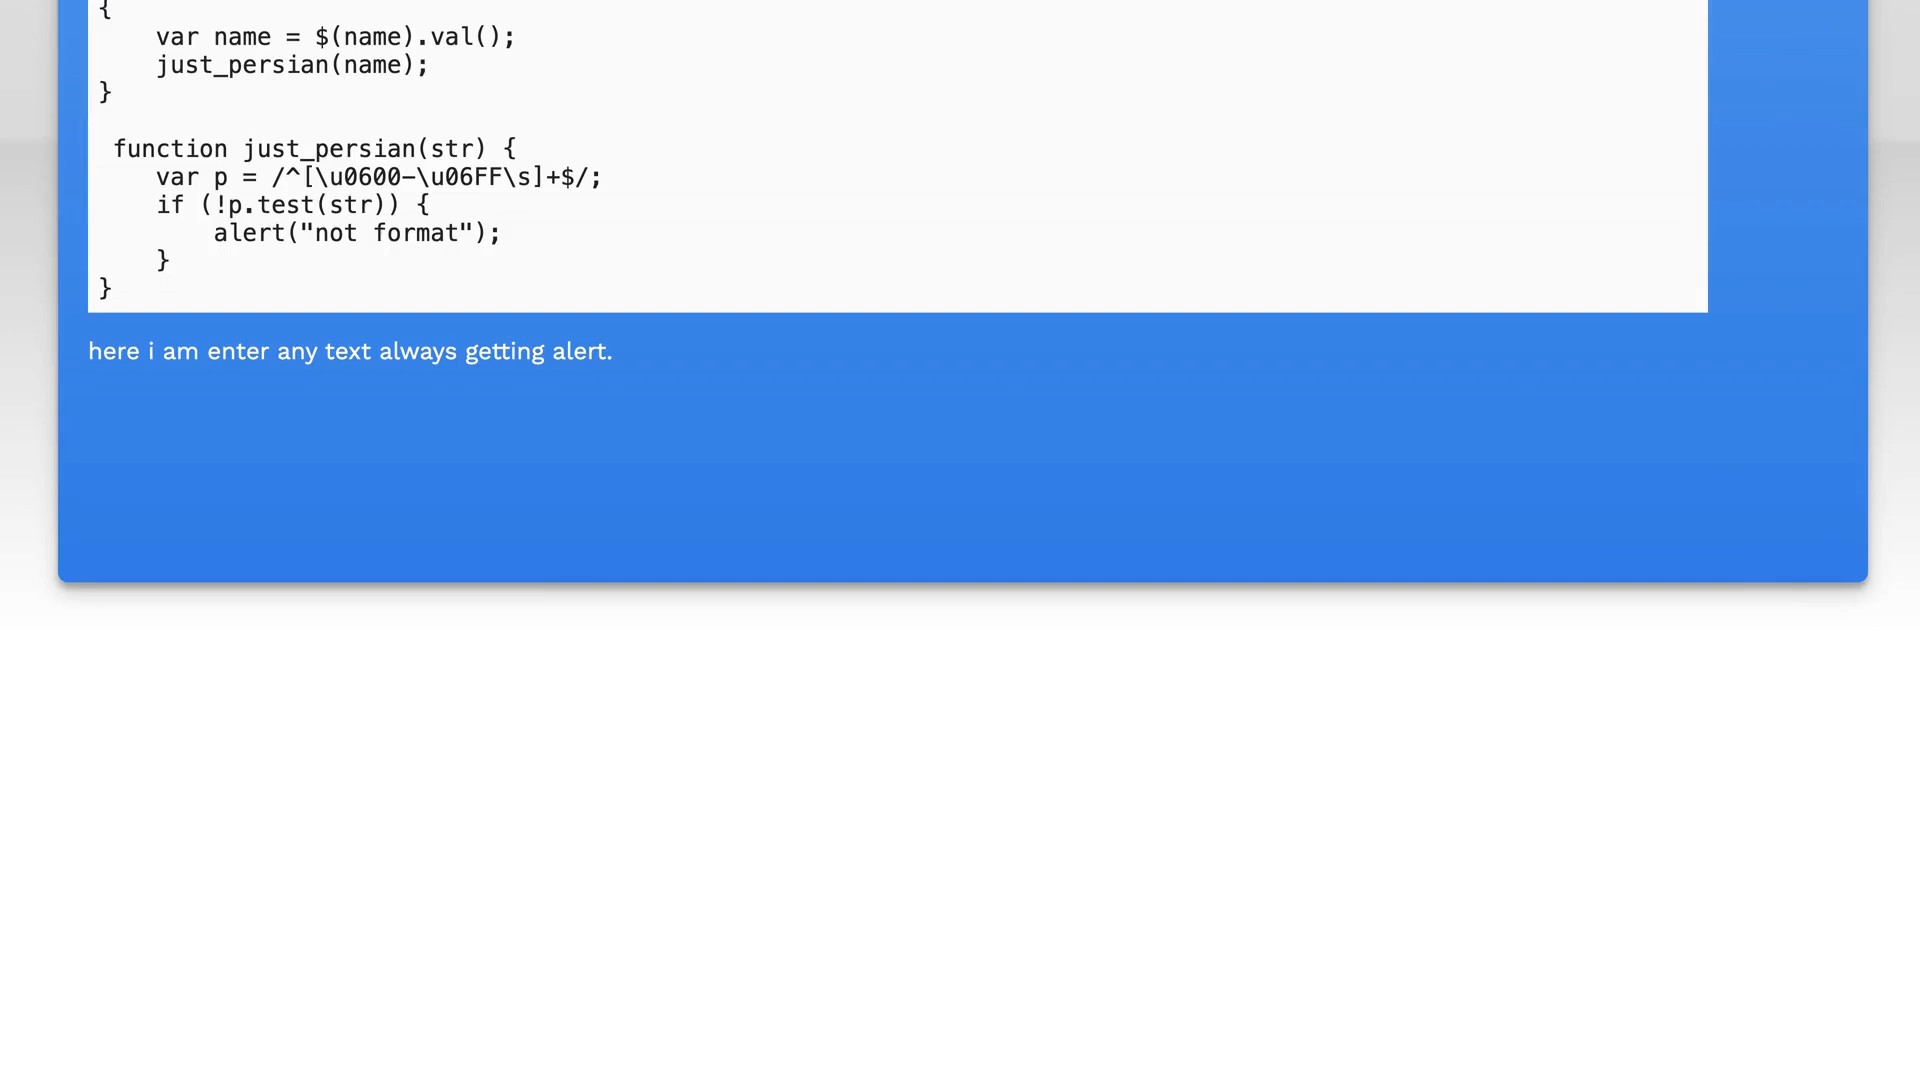 {
    var name = $(name).val();
    just_persian(name);
}
 function just_persian(str) {
    var p = /^[\u0600-\u06FF\s]+$/;
    if (!p.test(str)) {
        alert("not format");
    }
}
here i am enter any text always getting alert.